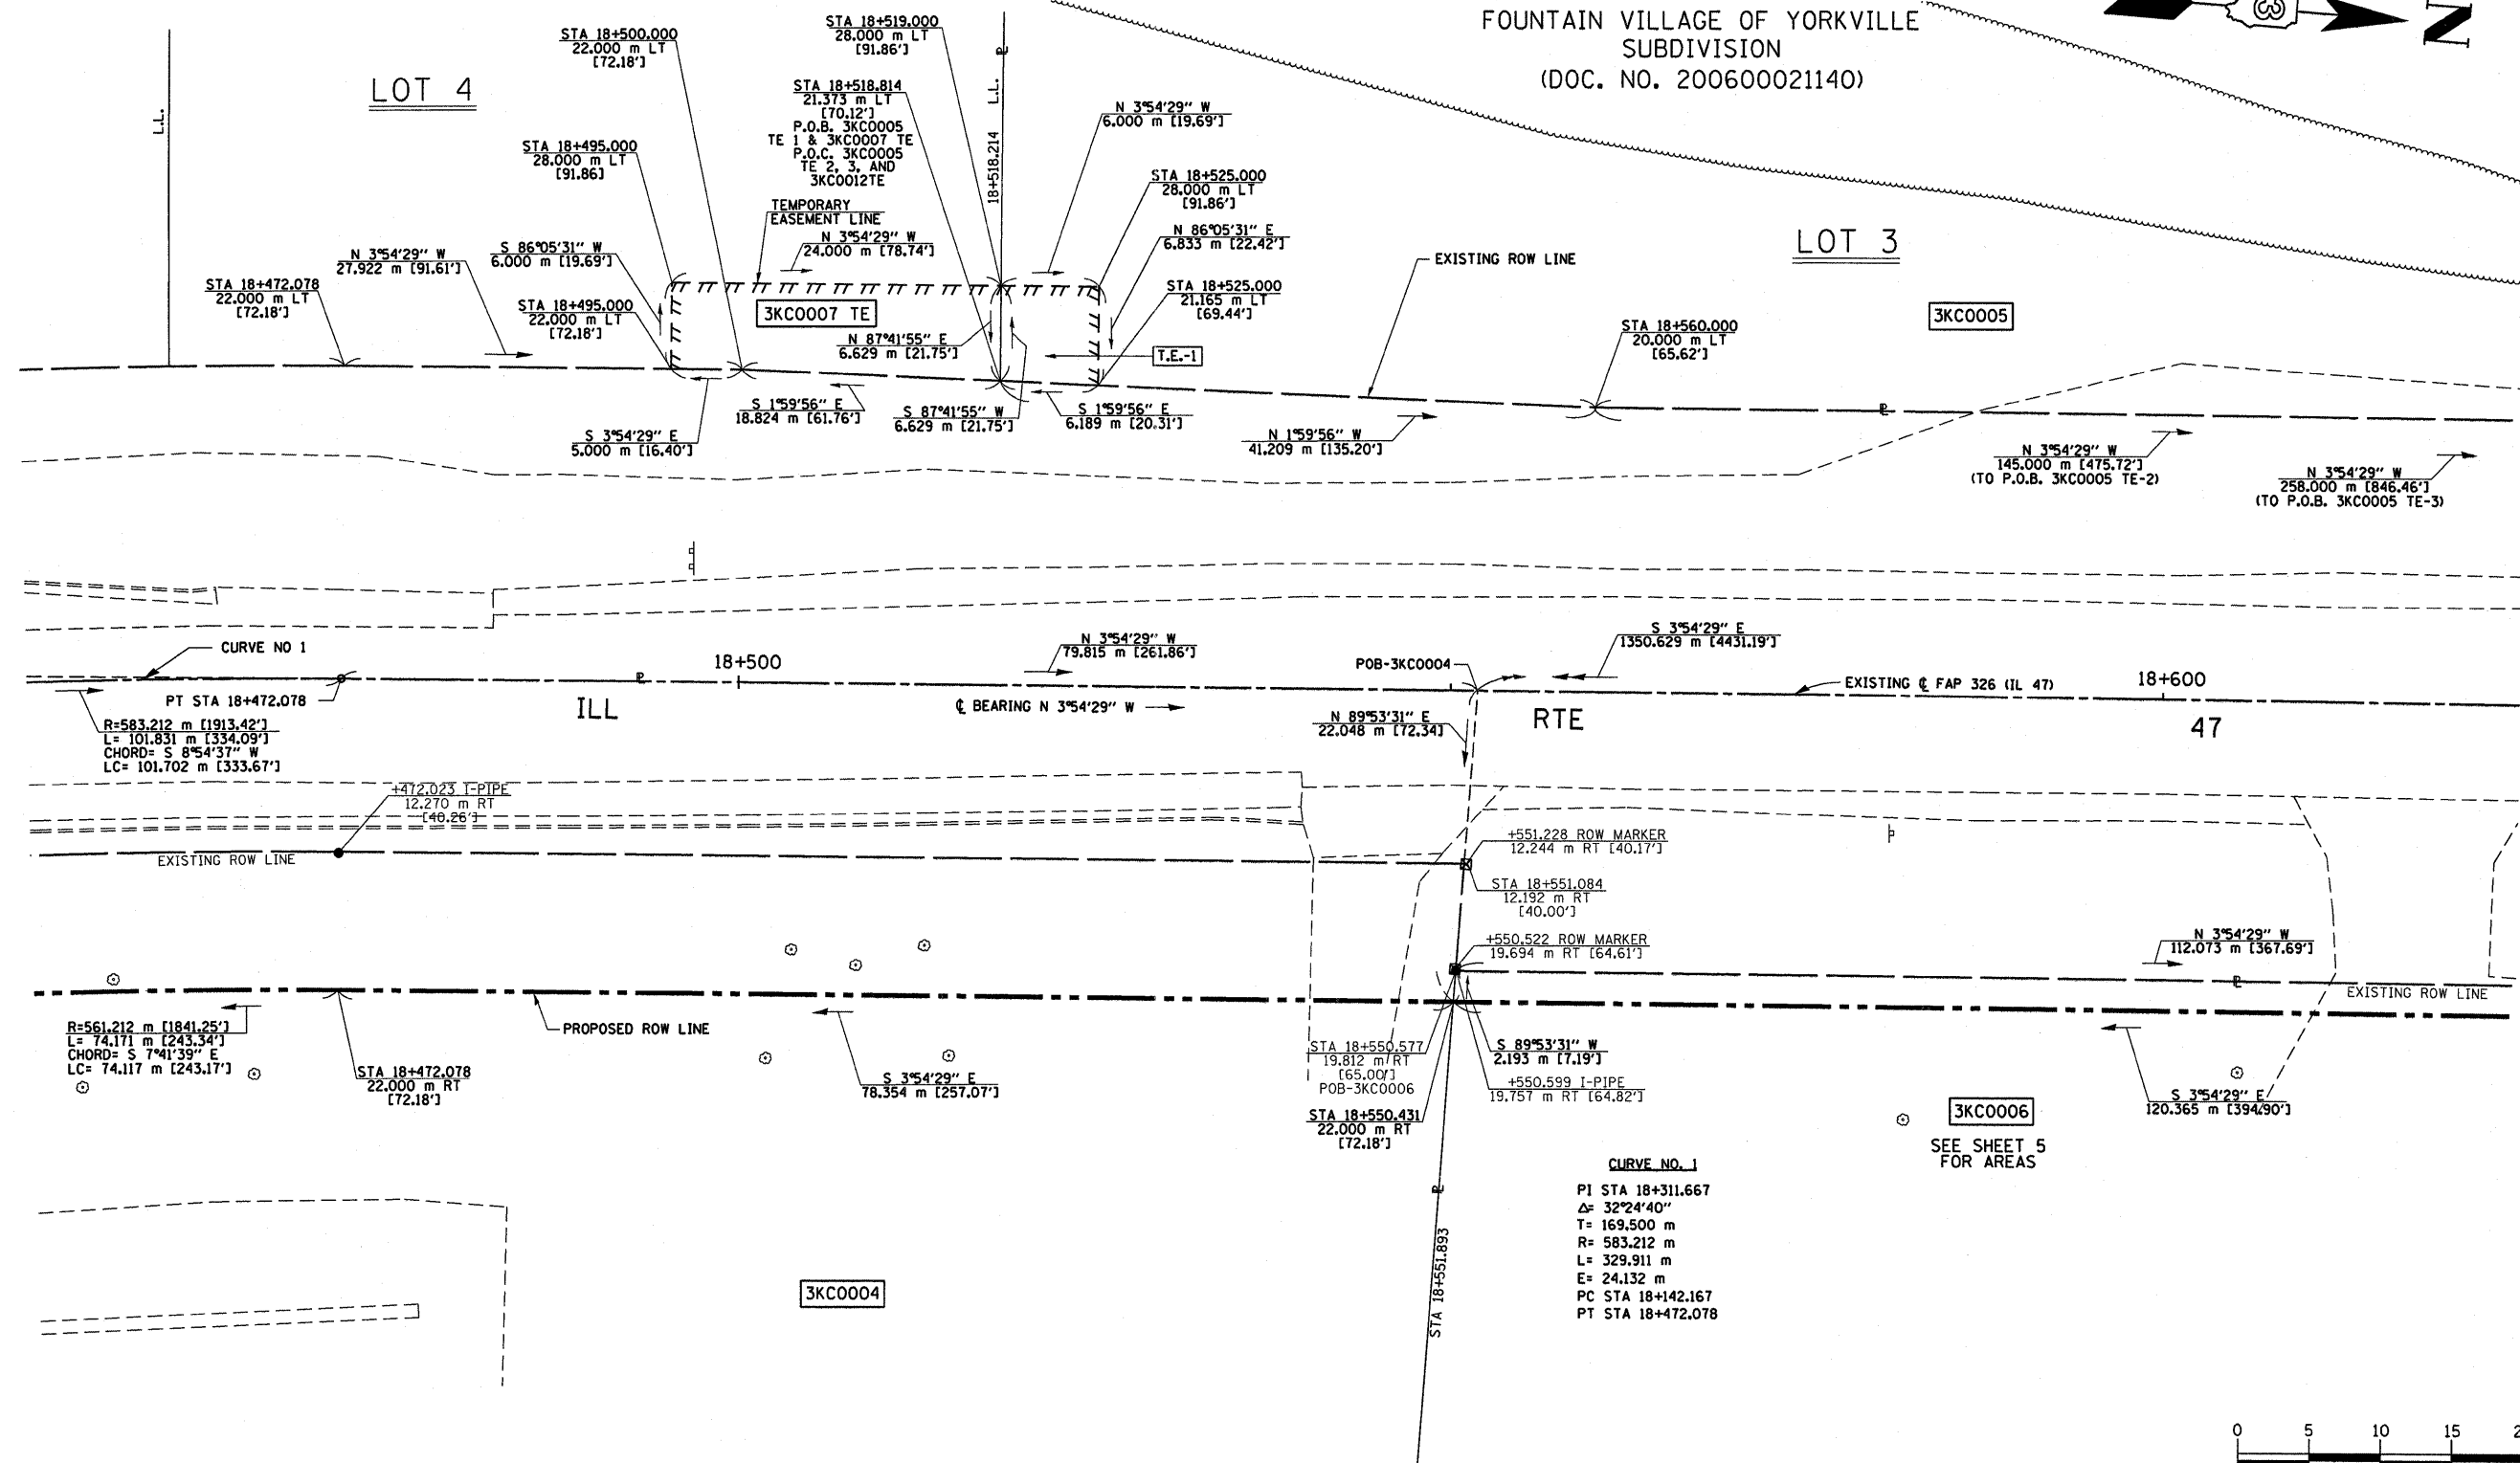 FOUNTAIN VILLAGE OF YORKVILLE
SUBDIVISION
(DOC. NO. 200600021140)
3
N
LOT 4
L.L.
STA 18+500.000
22.000 m LT
[72.18']
STA 18+519.000
28.000 m LT
[91.86']
STA 18+518.814
21.373 m LT
[70.12']
P.O.B. 3KC0005
TE 1 & 3KC0007 TE
P.O.C. 3KC0005
TE 2, 3, AND
3KC0012TE
18+518.214 L.L. PL
N 3°54'29" W
6.000 m [19.69']
STA 18+495.000
28.000 m LT
[91.86]
STA 18+525.000
28.000 m LT
[91.86']
TEMPORARY
EASEMENT LINE
N 3°54'29" W
24.000 m [78.74']
N 86°05'31" E
6.833 m [22.42']
LOT 3
N 3°54'29" W
27.922 m [91.61']
S 86°05'31" W
6.000 m [19.69']
EXISTING ROW LINE
STA 18+472.078
22.000 m LT
[72.18']
STA 18+495.000
22.000 m LT
[72.18']
3KC0007 TE
STA 18+525.000
21.165 m LT
[69.44']
3KC0005
STA 18+560.000
20.000 m LT
[65.62']
N 87°41'55" E
6.629 m [21.75']
T.E.-1
S 3°54'29" E
5.000 m [16.40']
S 1°59'56" E
18.824 m [61.76']
S 87°41'55" W
6.629 m [21.75']
S 1°59'56" E
6.189 m [20.31']
N 1°59'56" W
41.209 m [135.20']
PL
N 3°54'29" W
145.000 m [475.72']
(TO P.O.B. 3KC0005 TE-2)
N 3°54'29" W
258.000 m [846.46']
(TO P.O.B. 3KC0005 TE-3)
CURVE NO 1
PT STA 18+472.078
PL
18+500
N 3°54'29" W
79.815 m [261.86']
POB-3KC0004
S 3°54'29" E
1350.629 m [4431.19']
EXISTING ℄ FAP 326 (IL 47)
18+600
R=583.212 m [1913.42']
L= 101.831 m [334.09']
CHORD= S 8°54'37" W
LC= 101.702 m [333.67']
ILL
℄ BEARING N 3°54'29" W
N 89°53'31" E
22.048 m [72.34]
RTE
47
+472.023 I-PIPE
12.270 m RT
[40.26']
EXISTING ROW LINE
+551.228 ROW MARKER
12.244 m RT [40.17']
STA 18+551.084
12.192 m RT
[40.00']
+550.522 ROW MARKER
19.694 m RT [64.61']
N 3°54'29" W
112.073 m [367.69']
PL
EXISTING ROW LINE
R=561.212 m [1841.25']
L= 74.171 m [243.34']
CHORD= S 7°41'39" E
LC= 74.117 m [243.17']
PROPOSED ROW LINE
STA 18+472.078
22.000 m RT
[72.18']
S 3°54'29" E
78.354 m [257.07']
STA 18+550.577
19.812 m RT
[65.00']
POB-3KC0006
S 89°53'31" W
2.193 m [7.19']
+550.599 I-PIPE
19.757 m RT [64.82']
STA 18+550.431
22.000 m RT
[72.18']
S 3°54'29" E
120.365 m [394.90']
3KC0006
SEE SHEET 5
FOR AREAS
PL
STA 18+551.893
CURVE NO. 1
PI STA 18+311.667
Δ= 32°24'40"
T= 169.500 m
R= 583.212 m
L= 329.911 m
E= 24.132 m
PC STA 18+142.167
PT STA 18+472.078
3KC0004
0 5 10 15